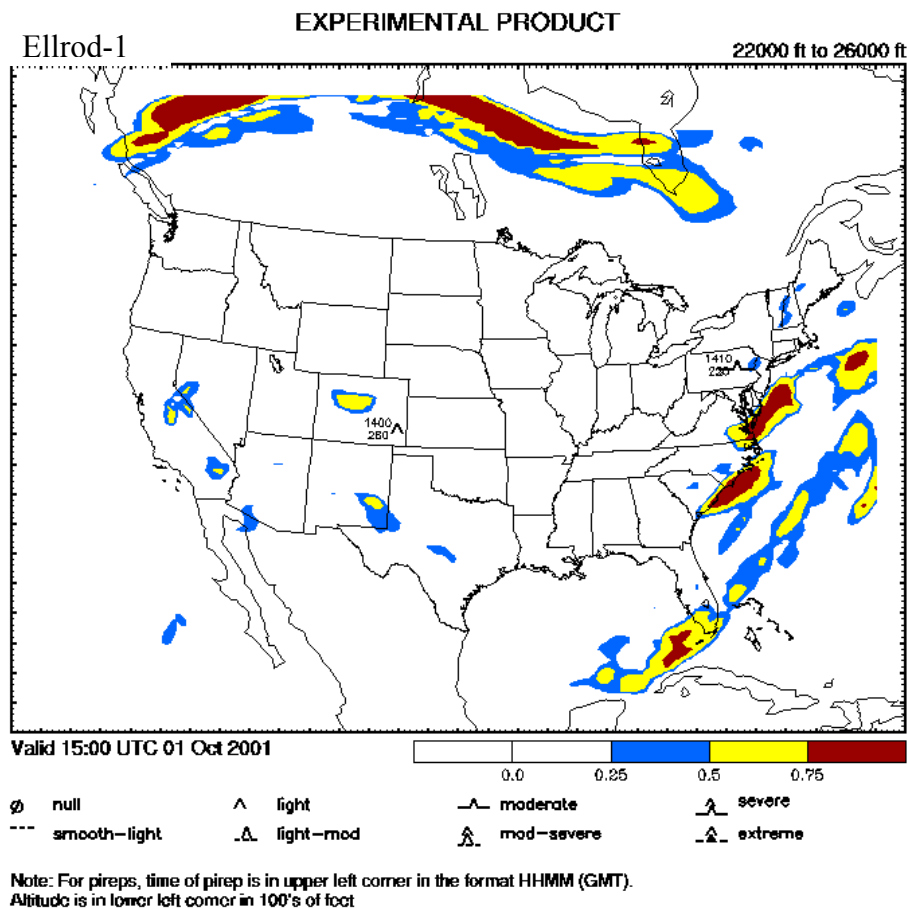 EXPERIMENTAL PRODUCT
Ellrod-1
22000 ft to 26000 ft
1410
220
1400
260
Valid 15:00 UTC 01 Oct 2001
0.0 0.25 0.5 0.75
null light moderate severe
smooth-light light-mod mod-severe extreme
Note: For pireps, time of pirep is in upper left corner in the format HHMM (GMT).
Altitude is in lower left corner in 100's of feet